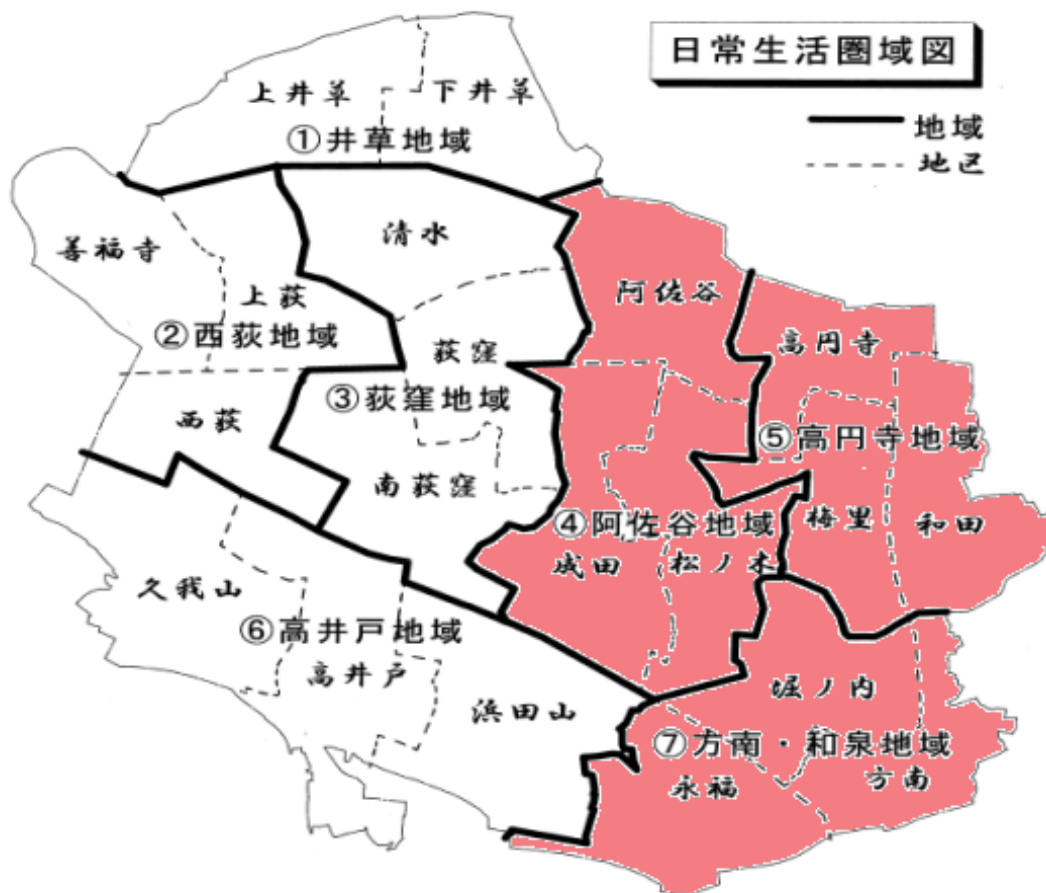 日常生活圏域図
地域
地区
上井草
下井草
①井草地域
善福寺
上荻
②西荻地域
西荻
清水
荻窪
③荻窪地域
南荻窪
阿佐谷
④阿佐谷地域
成田
松ノ木
高円寺
⑤高円寺地域
梅里
和田
久我山
⑥高井戸地域
高井戸
浜田山
堀ノ内
⑦方南・和泉地域
永福
方南